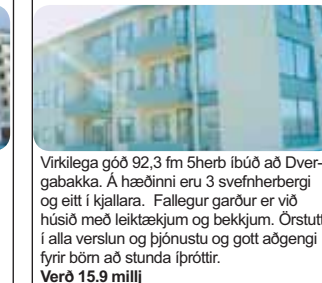 Virkilega góð 92,3 fm 5herb íbúð að Dver-
gabakka. Á hæðinni eru 3 svefnherbergi
og eitt í kjallara.  Fallegur garður er við
húsið með leiktækjum og bekkjum. Örstutt
í alla verslun og þjónustu og gott aðgengi
fyrir börn að stunda íþróttir.
Verð 15.9 millj